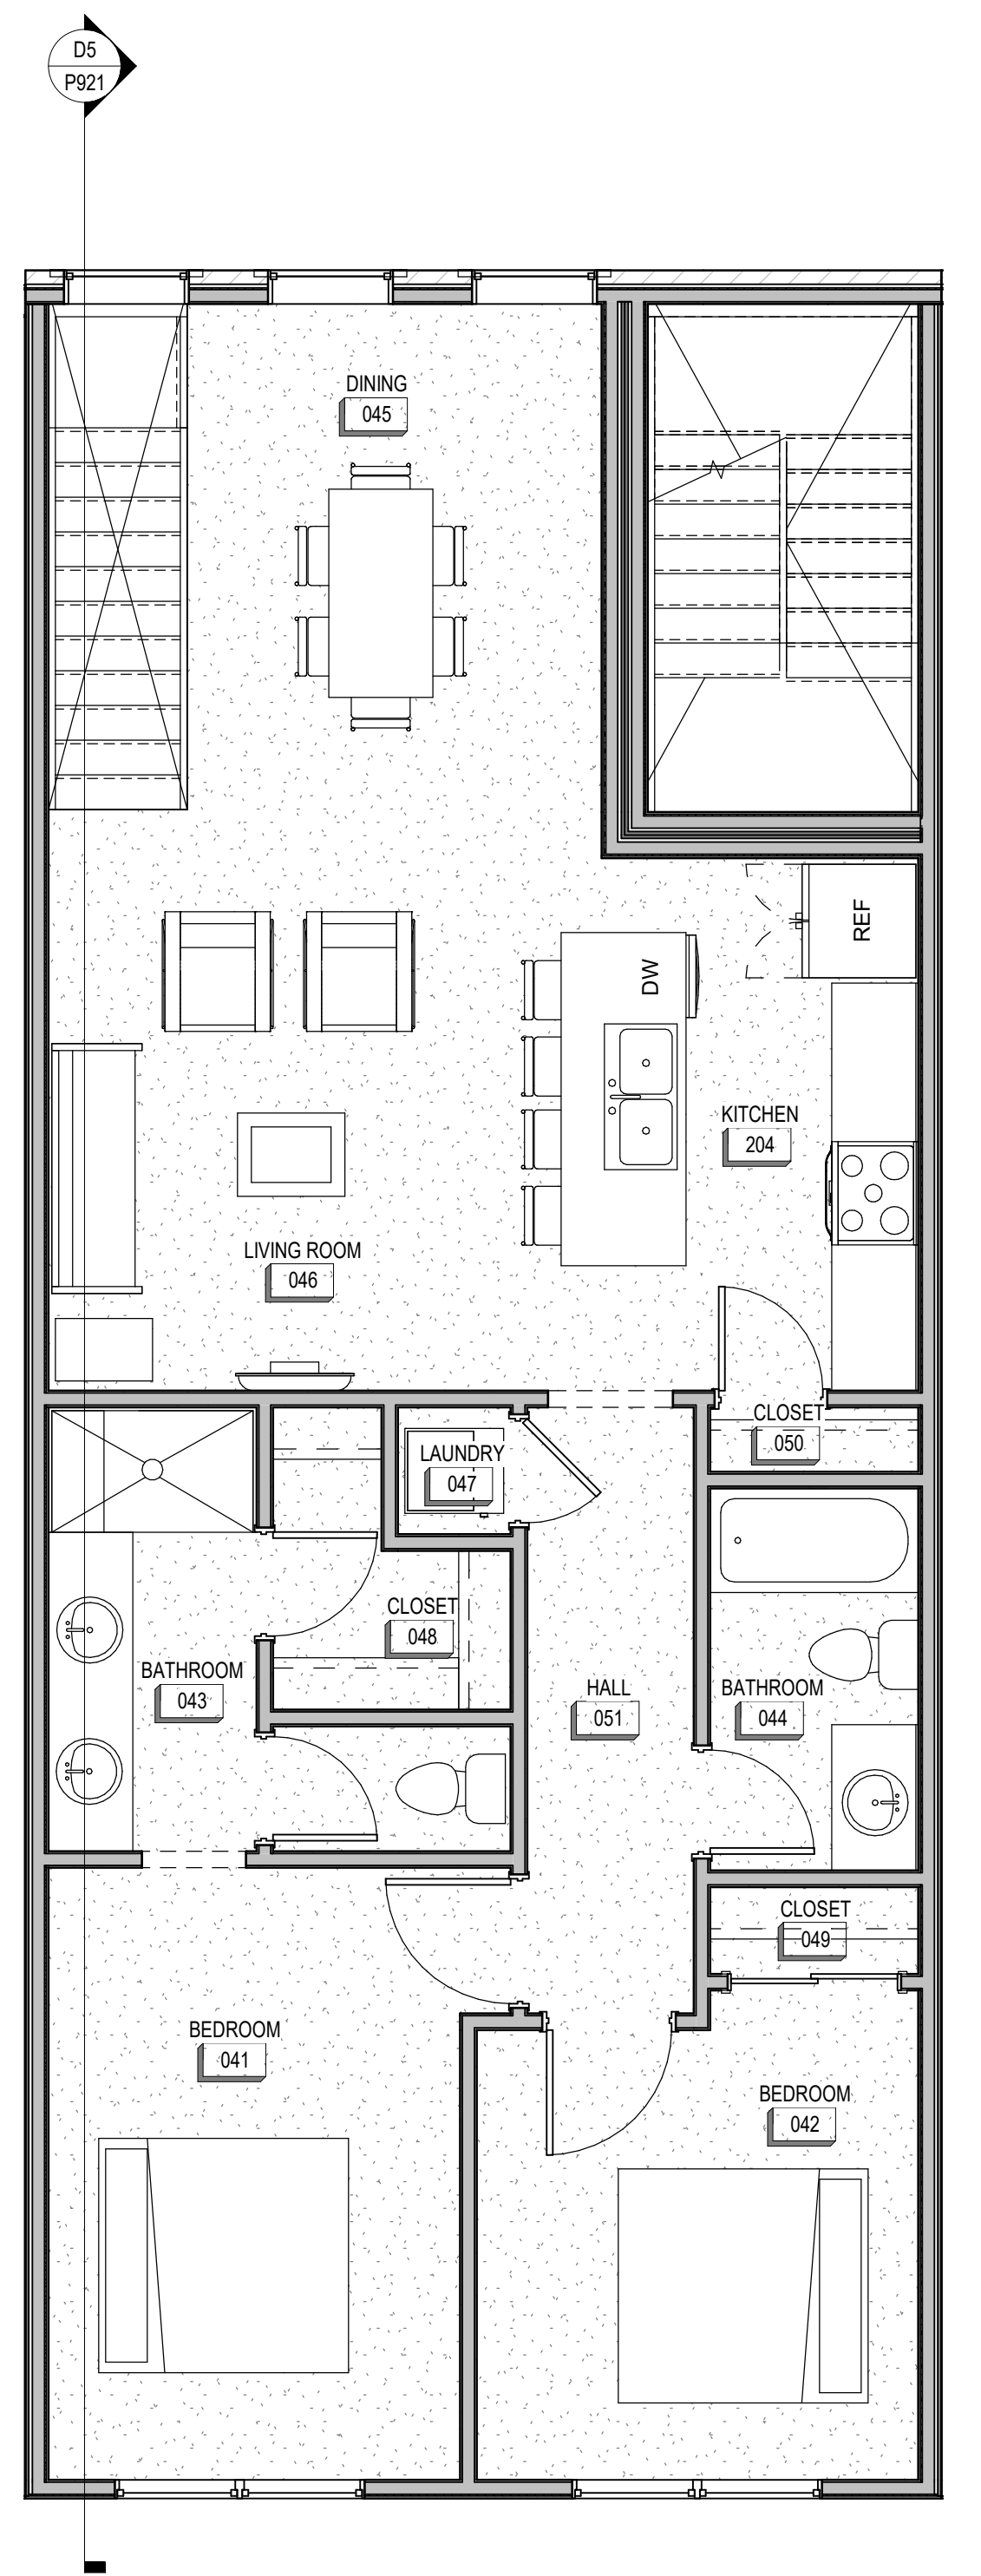 D5
P921
DINING
045
REF
DW
KITCHEN
204
LIVING ROOM
046
CLOSET
050
LAUNDRY
047
CLOSET
048
BATHROOM
043
HALL
051
BATHROOM
044
CLOSET
049
BEDROOM
041
BEDROOM
042